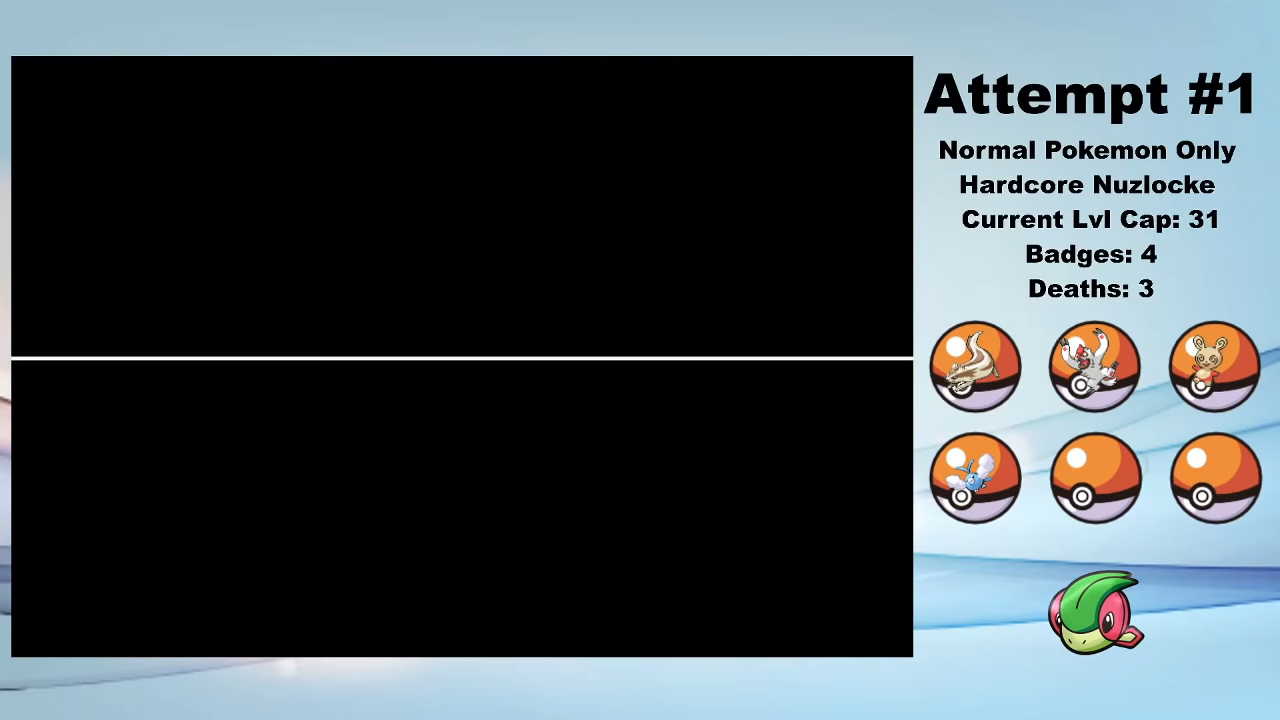 Attempt #1
Normal Pokemon Only
Hardcore Nuzlocke
Current Lvl Cap: 31
Badges: 4
Deaths: 3